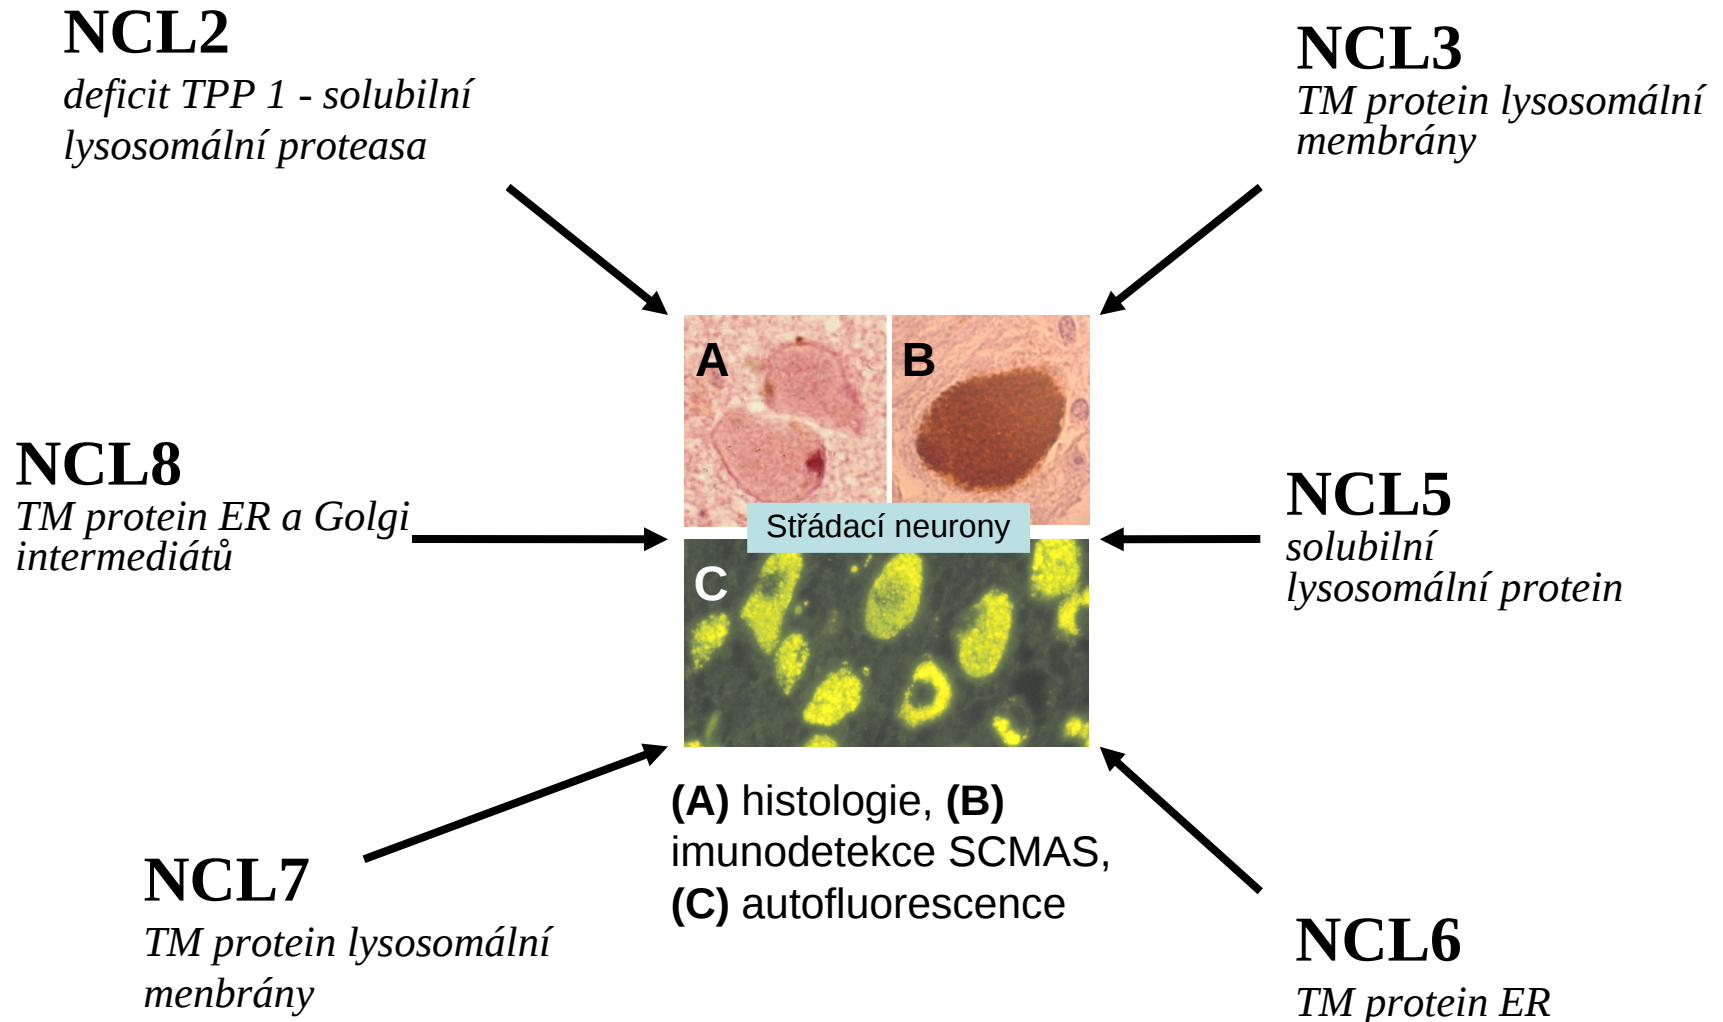 NCL2
deficit TPP 1 - solubilní
lysosomální proteasa
NCL3
TM protein lysosomální
membrány
A
B
NCL8
TM protein ER a Golgi
intermediátů
Střádací neurony
NCL5
solubilní
lysosomální protein
C
(A) histologie, (B)
imunodetekce SCMAS,
(C) autofluorescence
NCL7
TM protein lysosomální
menbrány
NCL6
TM protein ER